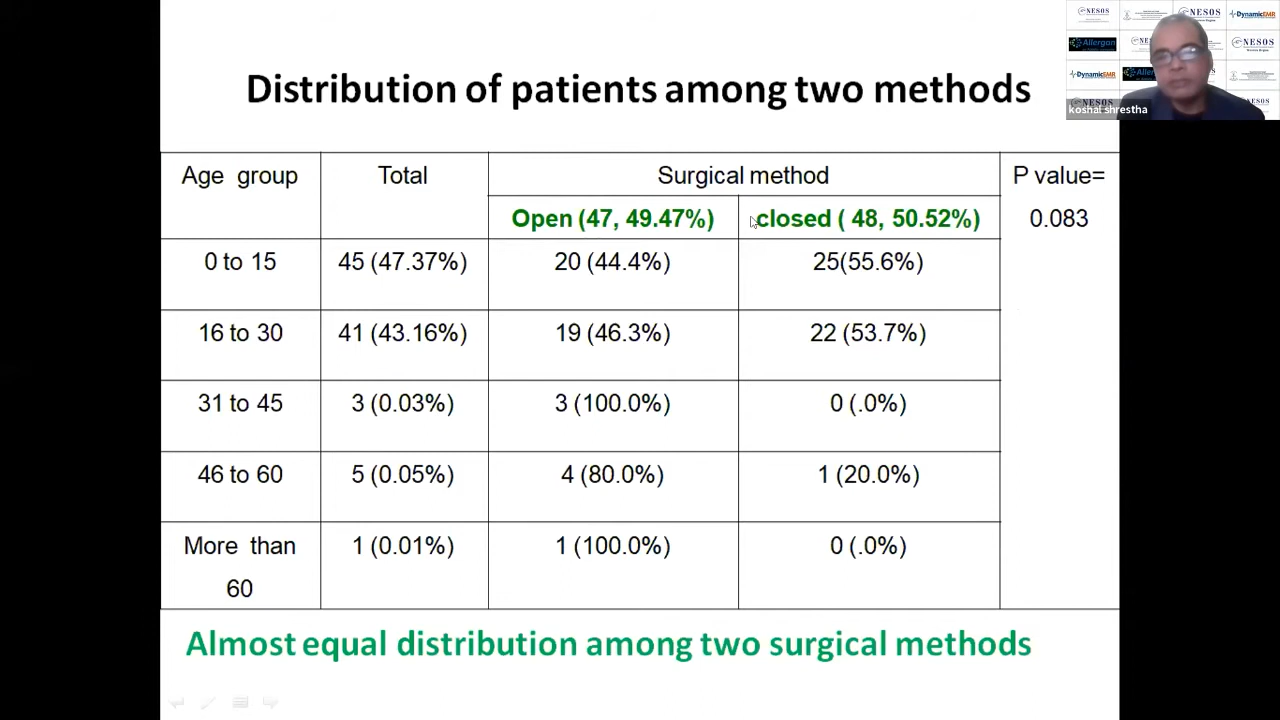 NESOS
NESOS
DynamicEMR
Allergan
NESOS
DynamicEMR
NESOS
koshal shrestha
Distribution of patients among two methods
Age group Total Surgical method P value=
Open (47, 49.47%) closed ( 48, 50.52%) 0.083
0 to 15 45 (47.37%) 20 (44.4%) 25(55.6%)
16 to 30 41 (43.16%) 19 (46.3%) 22 (53.7%)
31 to 45 3 (0.03%) 3 (100.0%) 0 (.0%)
46 to 60 5 (0.05%) 4 (80.0%) 1 (20.0%)
More than 1 (0.01%) 1 (100.0%) 0 (.0%)
60
Almost equal distribution among two surgical methods